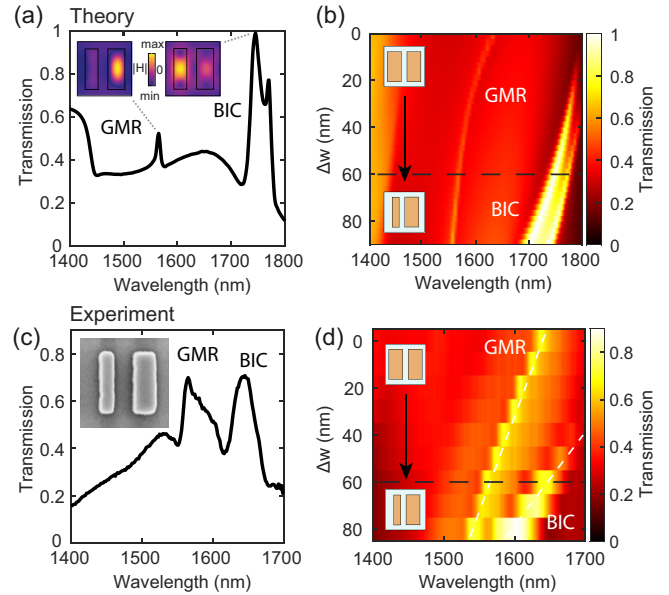 (a) Theory
1
0.8
0.6
0.4
0.2
0
Transmission
max
|H|
0
min
GMR
BIC
1400 1500 1600 1700 1800
Wavelength (nm)
(b)
0
20
40
60
80
Δw (nm)
GMR
BIC
1400 1500 1600 1700 1800
Wavelength (nm)
1
0.8
0.6
0.4
0.2
0
Transmission
Experiment
(c)
0.8
0.6
0.4
0.2
0
Transmission
GMR
BIC
1400 1500 1600 1700
Wavelength (nm)
(d)
0
20
40
60
80
Δw (nm)
GMR
BIC
1400 1500 1600 1700
Wavelength (nm)
0.8
0.6
0.4
0.2
0
Transmission